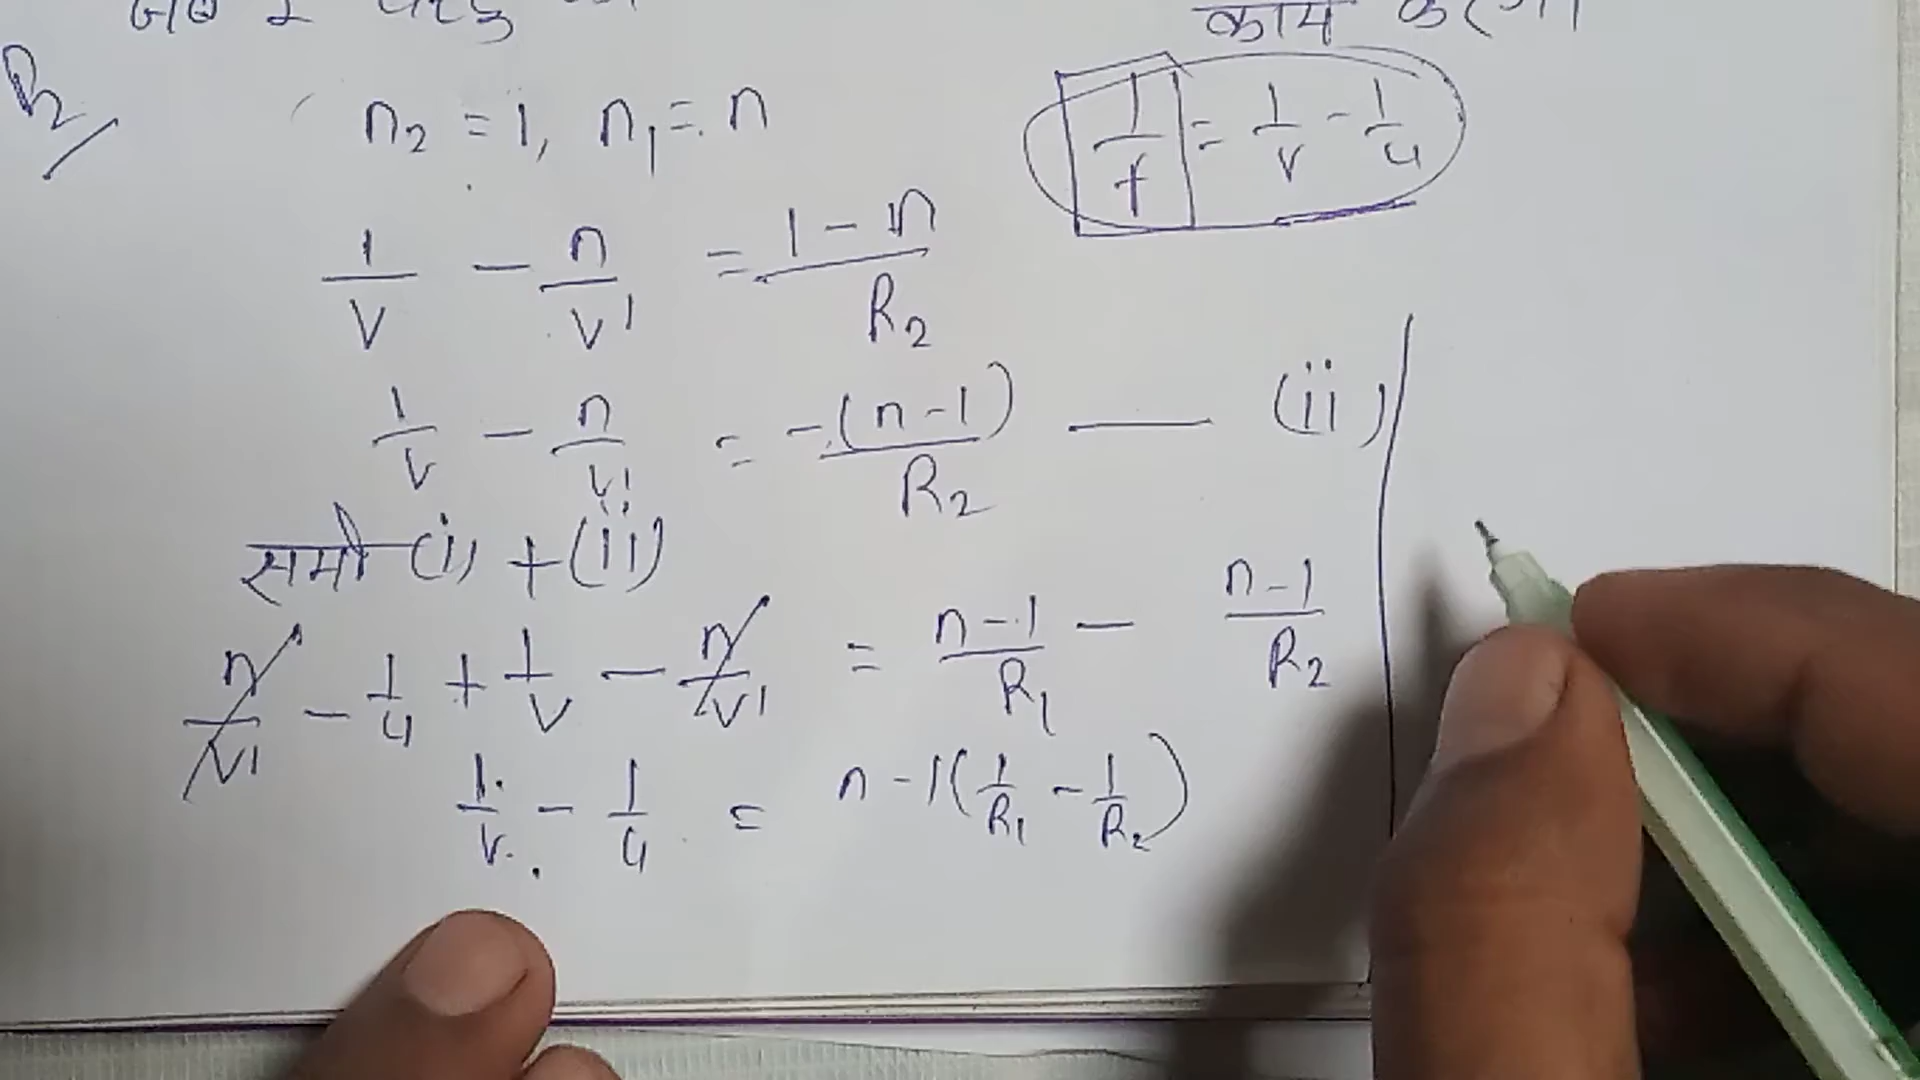 n₂ = 1, n₁ = n
1/f = 1/v - 1/u
1/v - n/v' = (1-n)/R₂
1/v - n/v' = -(n-1)/R₂ — (ii)
समी (i) + (ii)
n/v' - 1/u + 1/v - n/v' = (n-1)/R₁ - (n-1)/R₂
1/v - 1/u = n-1(1/R₁ - 1/R₂)